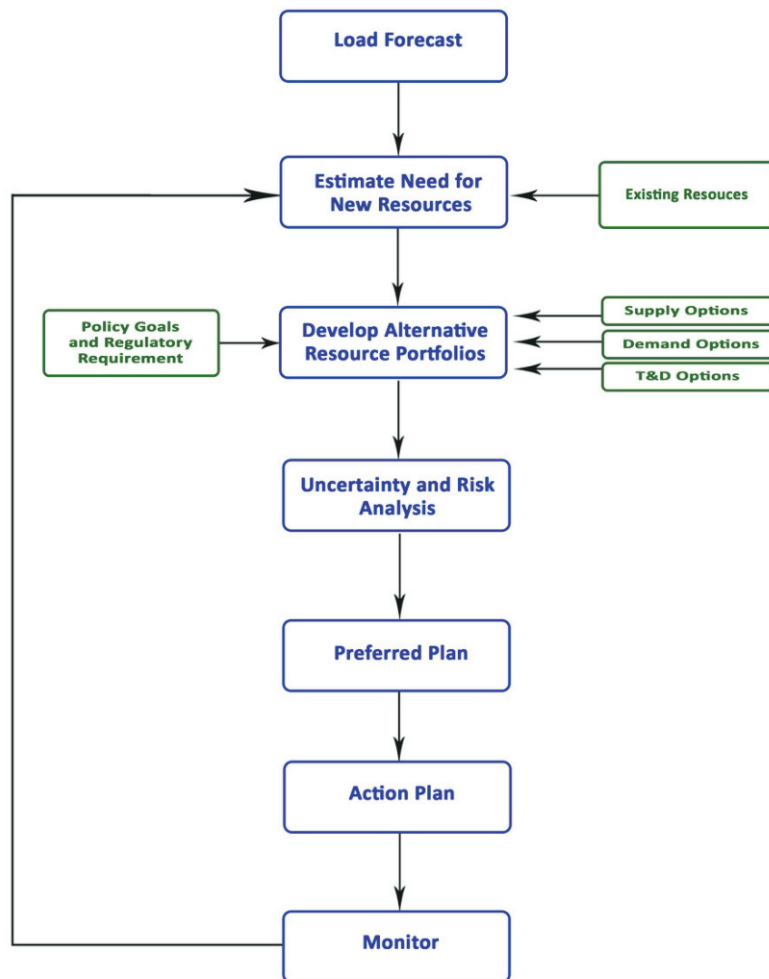 Load Forecast
Estimate Need for
New Resources
Existing Resouces
Policy Goals
and Regulatory
Requirement
Develop Alternative
Resource Portfolios
Supply Options
Demand Options
T&D Options
Uncertainty and Risk
Analysis
Preferred Plan
Action Plan
Monitor